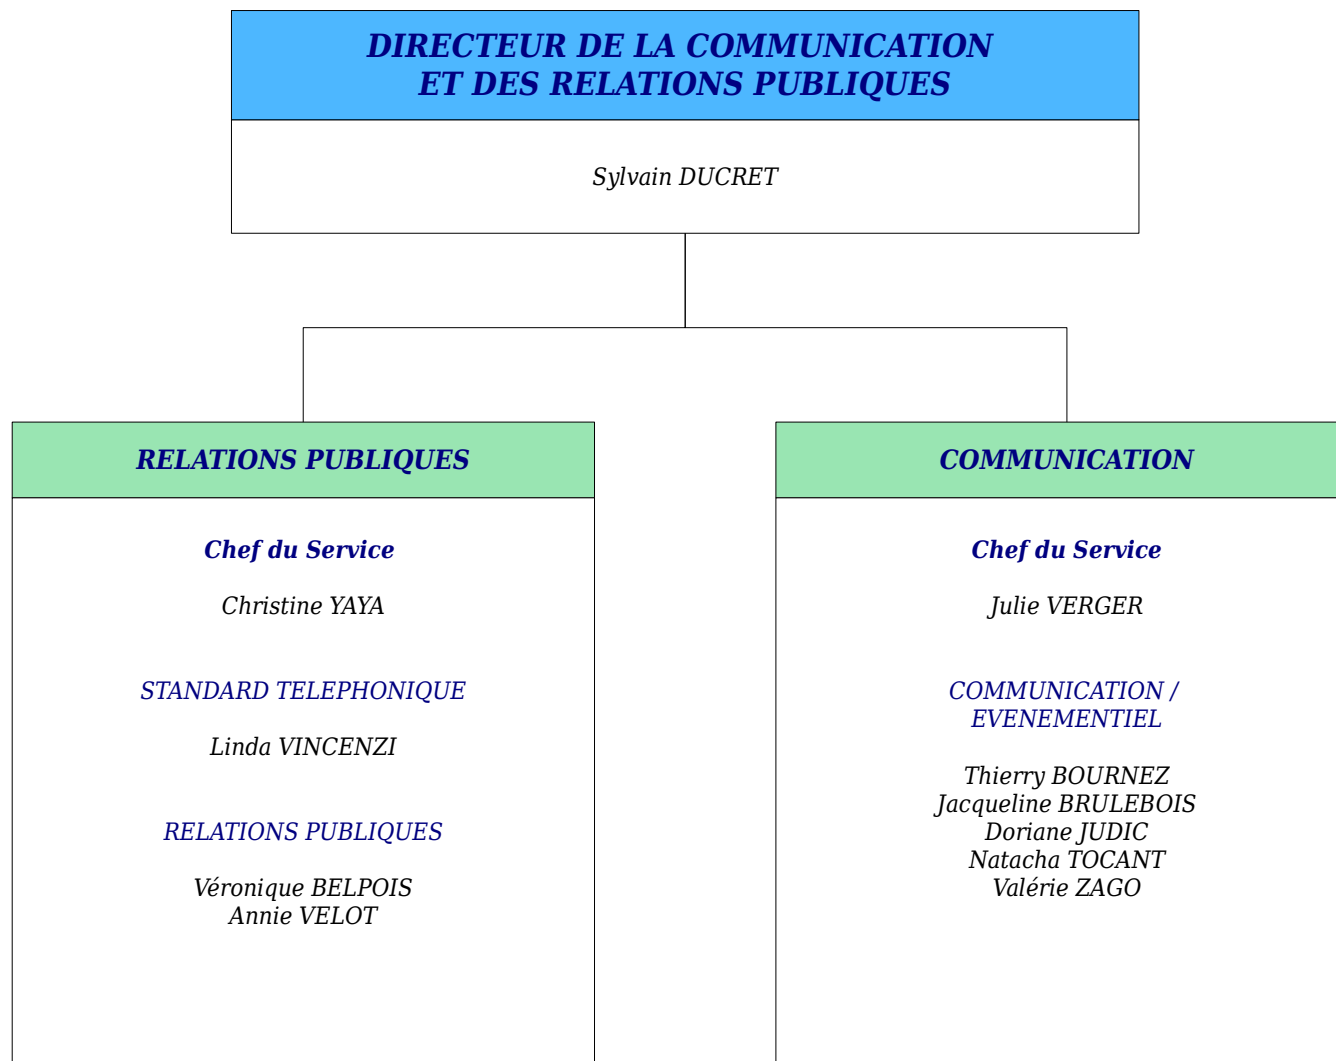 DIRECTEUR DE LA COMMUNICATION
ET DES RELATIONS PUBLIQUES
Sylvain DUCRET
RELATIONS PUBLIQUES
Chef du Service
Christine YAYA
STANDARD TELEPHONIQUE
Linda VINCENZI
RELATIONS PUBLIQUES
Véronique BELPOIS
Annie VELOT
COMMUNICATION
Chef du Service
Julie VERGER
COMMUNICATION /
EVENEMENTIEL
Thierry BOURNEZ
Jacqueline BRULEBOIS
Doriane JUDIC
Natacha TOCANT
Valérie ZAGO